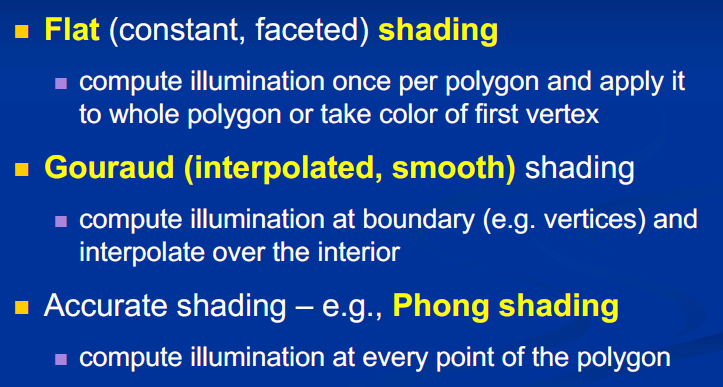 Flat (constant, faceted) shading
compute illumination once per polygon and apply it
to whole polygon or take color of first vertex
Gouraud (interpolated, smooth) shading
compute illumination at boundary (e.g. vertices) and
interpolate over the interior
Accurate shading – e.g., Phong shading
compute illumination at every point of the polygon